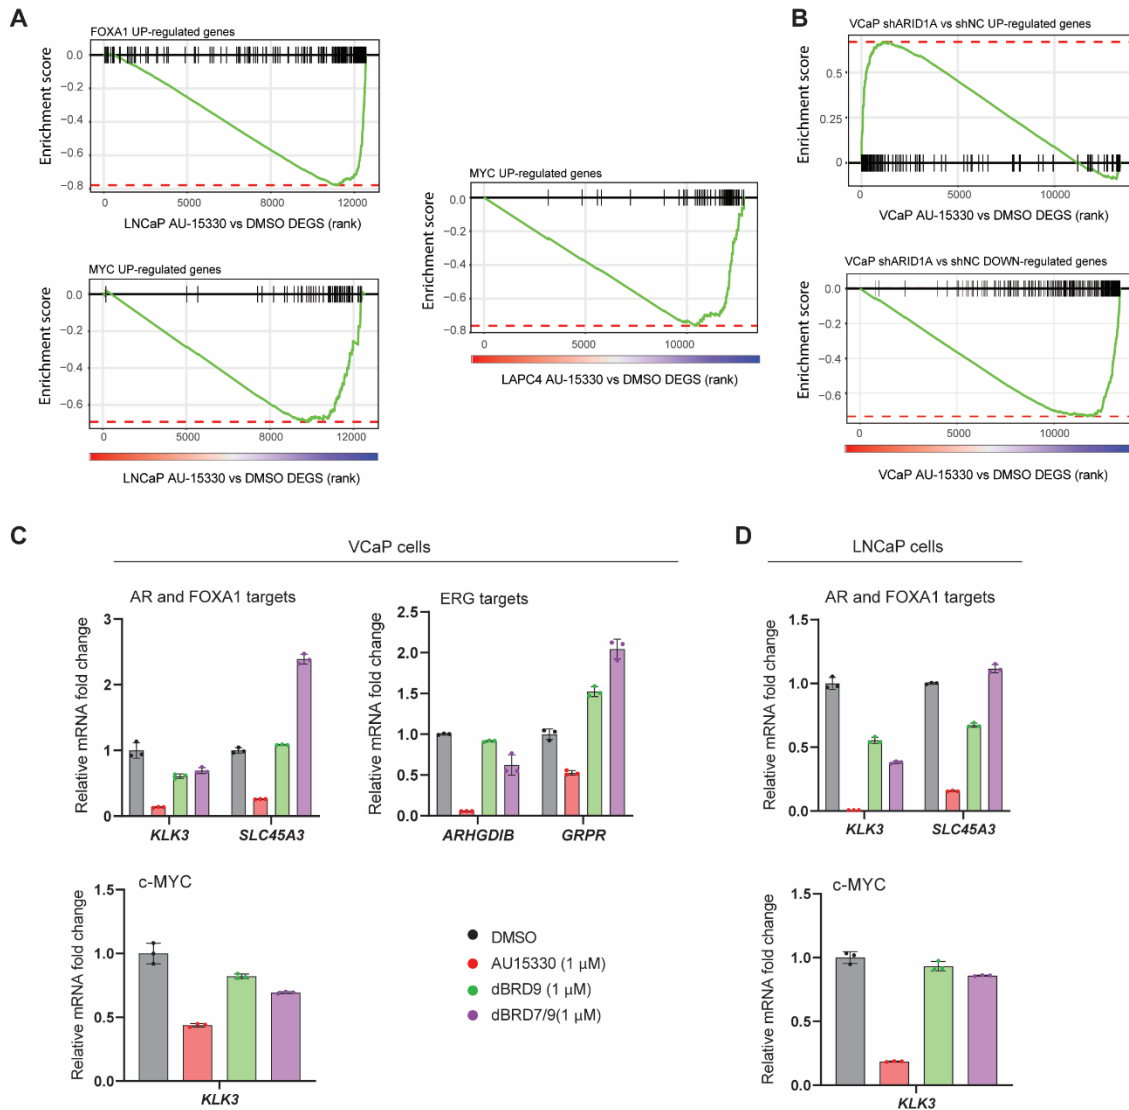 A
FOXA1 UP-regulated genes
Enrichment score
0.0
−0.2
−0.4
−0.6
−0.8
0
4000
8000
12000
LNCaP AU-15330 vs DMSO DEGS (rank)
MYC UP-regulated genes
Enrichment score
0.0
−0.2
−0.4
−0.6
0
5000
8000
12000
LNCaP AU-15330 vs DMSO DEGS (rank)
MYC UP-regulated genes
Enrichment score
0.0
−0.2
−0.4
−0.6
−0.8
0
5000
10000
LAPC4 AU-15330 vs DMSO DEGS (rank)
B
VCaP shARID1A vs shNC UP-regulated genes
Enrichment score
0.5
0.25
0
0
5000
10000
VCaP AU-15330 vs DMSO DEGS (rank)
VCaP shARID1A vs shNC DOWN-regulated genes
Enrichment score
0.0
−0.2
−0.4
−0.6
0
5000
10000
VCaP AU-15330 vs DMSO DEGS (rank)
C
VCaP cells
AR and FOXA1 targets
Relative mRNA fold change
3
2
1
0
KLK3
SLC45A3
ERG targets
Relative mRNA fold change
2.5
2.0
1.5
1.0
0.5
0.0
ARHGDIB
GRPR
c-MYC
Relative mRNA fold change
1.5
1.0
0.5
0.0
KLK3
DMSO
AU15330 (1 µM)
dBRD9 (1 µM)
dBRD7/9(1 µM)
D
LNCaP cells
AR and FOXA1 targets
Relative mRNA fold change
1.5
1.0
0.5
0.0
KLK3
SLC45A3
c-MYC
Relative mRNA fold change
1.5
1.0
0.5
0.0
KLK3